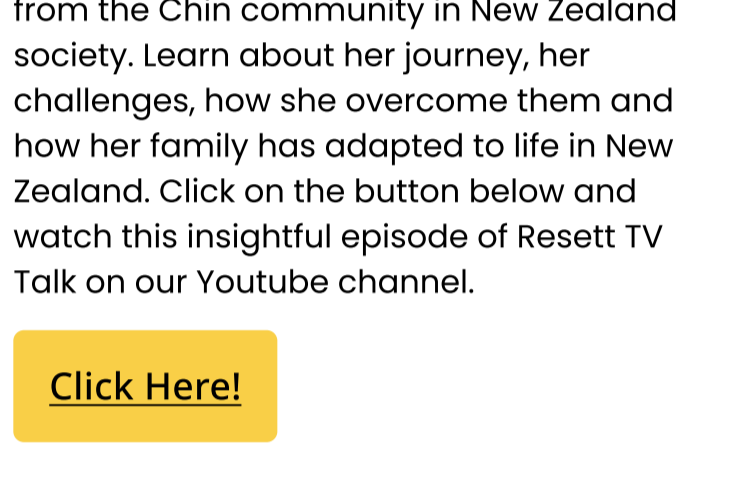 from the Chin community in New Zealand
society. Learn about her journey, her
challenges, how she overcome them and
how her family has adapted to life in New
Zealand. Click on the button below and
watch this insightful episode of Resett TV
Talk on our Youtube channel.
Click Here!